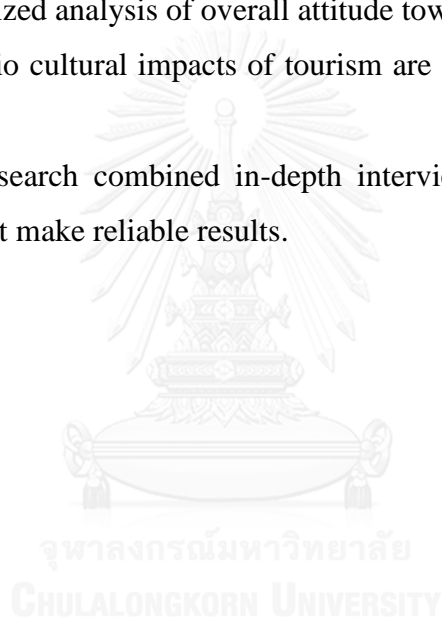 ized analysis of overall attitude tow
io cultural impacts of tourism are
search combined in-depth intervi
t make reliable results.
จุฬาลงกรณ์มหาวิทยาลัย
CHULALONGKORN UNIVERSITY